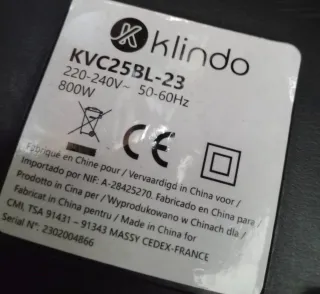 klindo
KVC25BL-23
220-240V~ 50-60Hz
800W
CE
Fabriqué en Chine pour / Vervaardigd in China voor /
Importado por NIF: A-28425270. Fabricado en China para /
Prodotto in Cina per / Wyprodukowano w Chinach dla /
Fabricat in China pentru / Made in China for
CMI, TSA 91431 - 91343 MASSY CEDEX-FRANCE
Serial N°: 2302004866